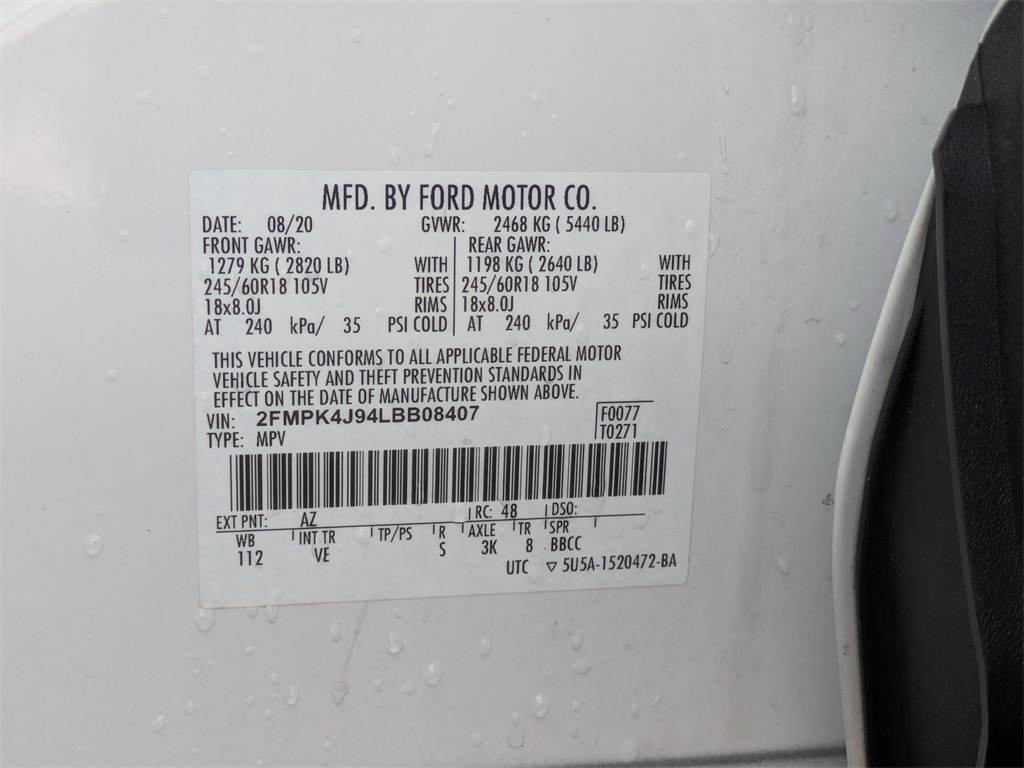 MFD. BY FORD MOTOR CO.
DATE: 08/20 GVWR: 2468 KG ( 5440 LB)
FRONT GAWR: REAR GAWR:
1279 KG ( 2820 LB) WITH 1198 KG ( 2640 LB) WITH
245/60R18 105V TIRES 245/60R18 105V TIRES
18x8.0J RIMS 18x8.0J RIMS
AT 240 kPa/ 35 PSI COLD AT 240 kPa/ 35 PSI COLD
THIS VEHICLE CONFORMS TO ALL APPLICABLE FEDERAL MOTOR
VEHICLE SAFETY AND THEFT PREVENTION STANDARDS IN
EFFECT ON THE DATE OF MANUFACTURE SHOWN ABOVE.
VIN: 2FMPK4J94LBB08407 F0077
TYPE: MPV T0271
EXT PNT: AZ RC: 48 DSO:
WB INT TR TP/PS R AXLE TR SPR
112 VE S 3K 8 BBCC
UTC ▽ 5U5A-1520472-BA